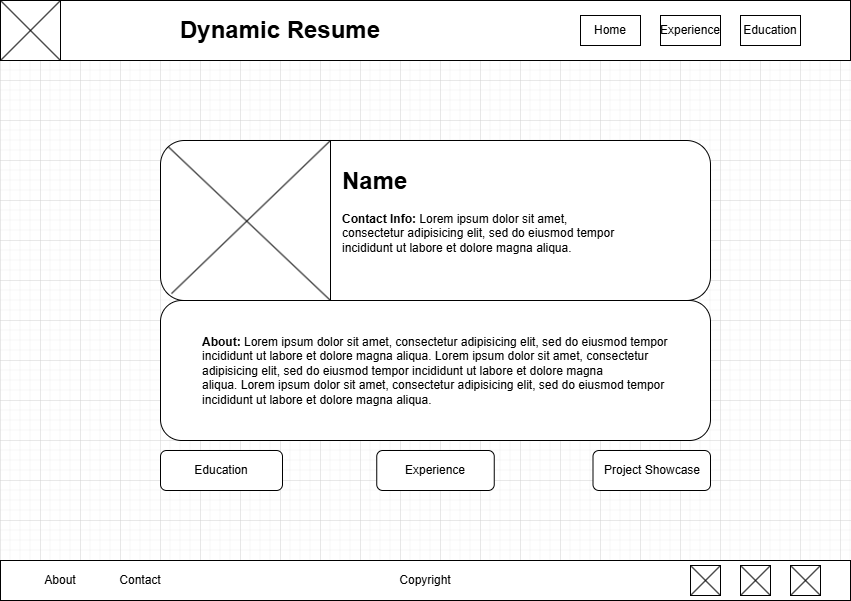 Dynamic Resume
Home
Experience
Education
Name
Contact Info: Lorem ipsum dolor sit amet,
consectetur adipisicing elit, sed do eiusmod tempor
incididunt ut labore et dolore magna aliqua.
About: Lorem ipsum dolor sit amet, consectetur adipisicing elit, sed do eiusmod tempor
incididunt ut labore et dolore magna aliqua. Lorem ipsum dolor sit amet, consectetur
adipisicing elit, sed do eiusmod tempor incididunt ut labore et dolore magna
aliqua. Lorem ipsum dolor sit amet, consectetur adipisicing elit, sed do eiusmod tempor
incididunt ut labore et dolore magna aliqua.
Education
Experience
Project Showcase
About
Contact
Copyright